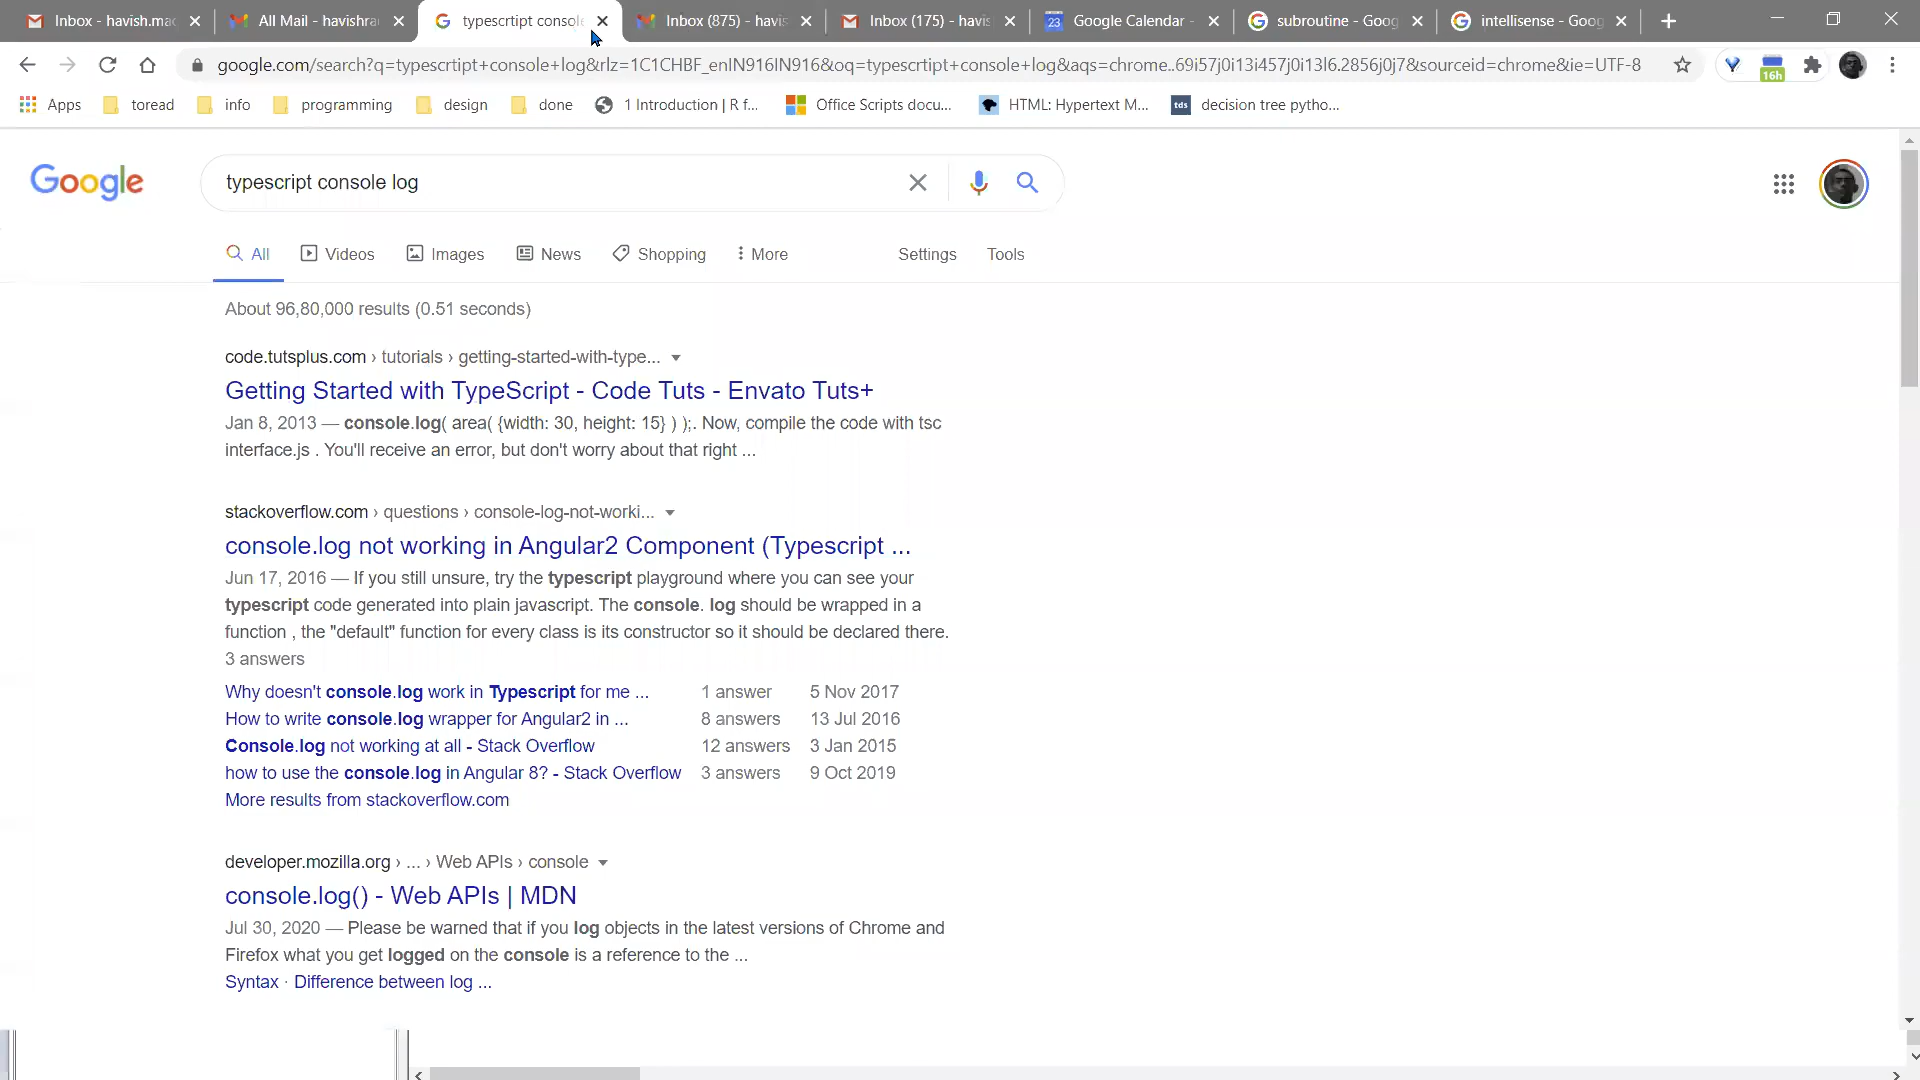 Inbox - havish.mac
All Mail - havishra
typescrtipt console
Inbox (875) - havis
Inbox (175) - havis
23
Google Calendar -
subroutine - Goog
intellisense - Goog
google.com/search?q=typescrtipt+console+log&rlz=1C1CHBF_enIN916IN916&oq=typescrtipt+console+log&aqs=chrome..69i57j0i13i457j0i13l6.2856j0j7&sourceid=chrome&ie=UTF-8
16h
Apps
toread
info
programming
design
done
1 Introduction | R f...
Office Scripts docu...
HTML: Hypertext M...
tds
decision tree pytho...
Google
typescript console log
All
Videos
Images
News
Shopping
More
Settings
Tools
About 96,80,000 results (0.51 seconds)
code.tutsplus.com › tutorials › getting-started-with-type...
Getting Started with TypeScript - Code Tuts - Envato Tuts+
Jan 8, 2013 — console.log( area( {width: 30, height: 15} ) );. Now, compile the code with tsc
interface.js . You'll receive an error, but don't worry about that right ...
stackoverflow.com › questions › console-log-not-worki...
console.log not working in Angular2 Component (Typescript ...
Jun 17, 2016 — If you still unsure, try the typescript playground where you can see your
typescript code generated into plain javascript. The console. log should be wrapped in a
function , the "default" function for every class is its constructor so it should be declared there.
3 answers
Why doesn't console.log work in Typescript for me ... 1 answer 5 Nov 2017
How to write console.log wrapper for Angular2 in ... 8 answers 13 Jul 2016
Console.log not working at all - Stack Overflow 12 answers 3 Jan 2015
how to use the console.log in Angular 8? - Stack Overflow 3 answers 9 Oct 2019
More results from stackoverflow.com
developer.mozilla.org › ... › Web APIs › console
console.log() - Web APIs | MDN
Jul 30, 2020 — Please be warned that if you log objects in the latest versions of Chrome and
Firefox what you get logged on the console is a reference to the ...
Syntax · Difference between log ...